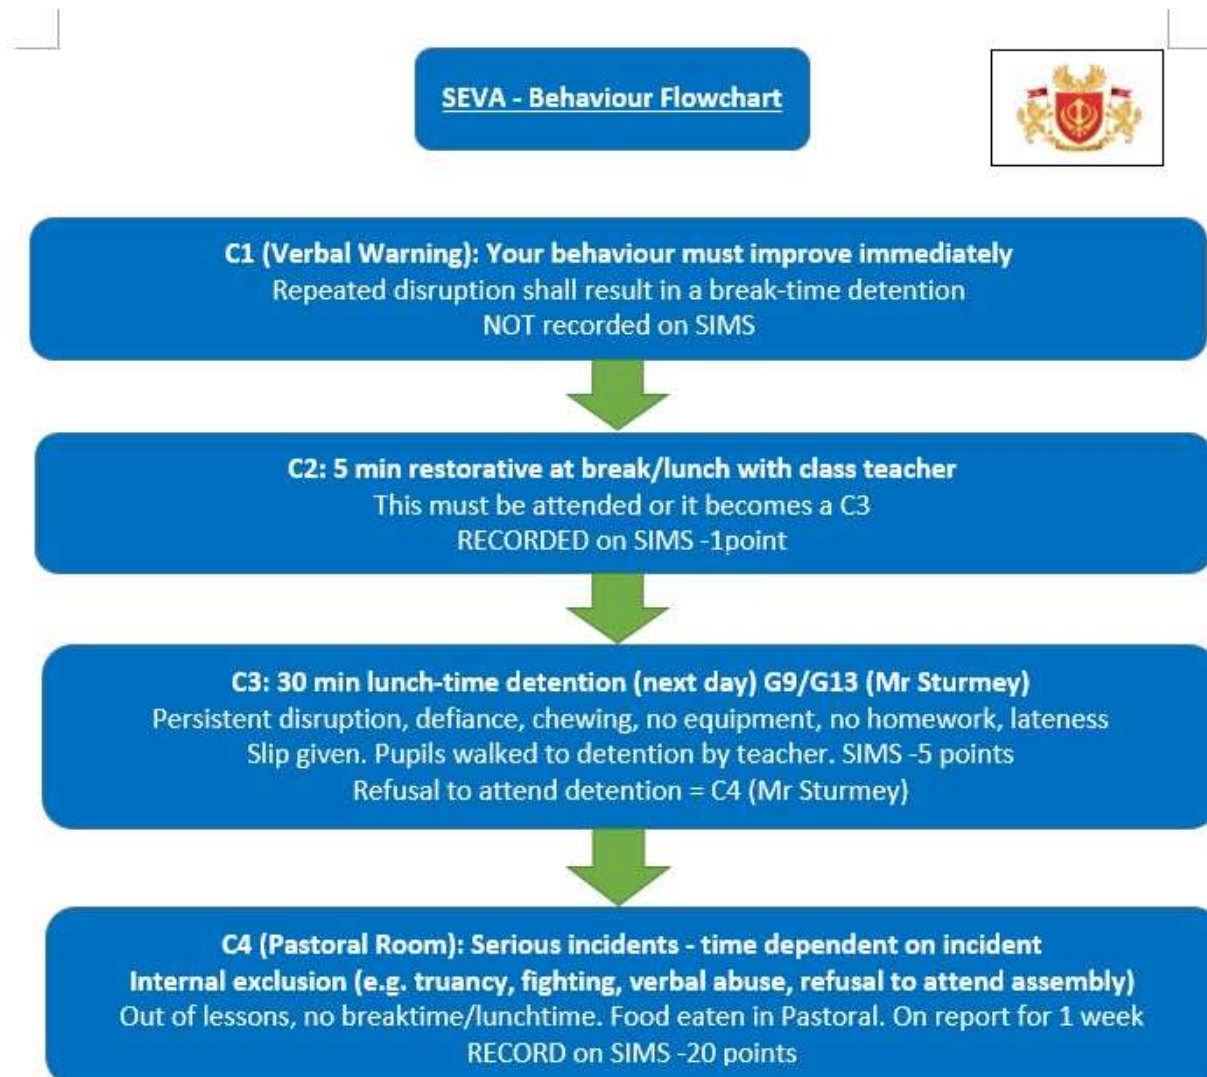 SEVA - Behaviour Flowchart
C1 (Verbal Warning): Your behaviour must improve immediately
Repeated disruption shall result in a break-time detention
NOT recorded on SIMS
C2: 5 min restorative at break/lunch with class teacher
This must be attended or it becomes a C3
RECORDED on SIMS -1point
C3: 30 min lunch-time detention (next day) G9/G13 (Mr Sturmey)
Persistent disruption, defiance, chewing, no equipment, no homework, lateness
Slip given. Pupils walked to detention by teacher. SIMS -5 points
Refusal to attend detention = C4 (Mr Sturmey)
C4 (Pastoral Room): Serious incidents - time dependent on incident
Internal exclusion (e.g. truancy, fighting, verbal abuse, refusal to attend assembly)
Out of lessons, no breaktime/lunchtime. Food eaten in Pastoral. On report for 1 week
RECORD on SIMS -20 points